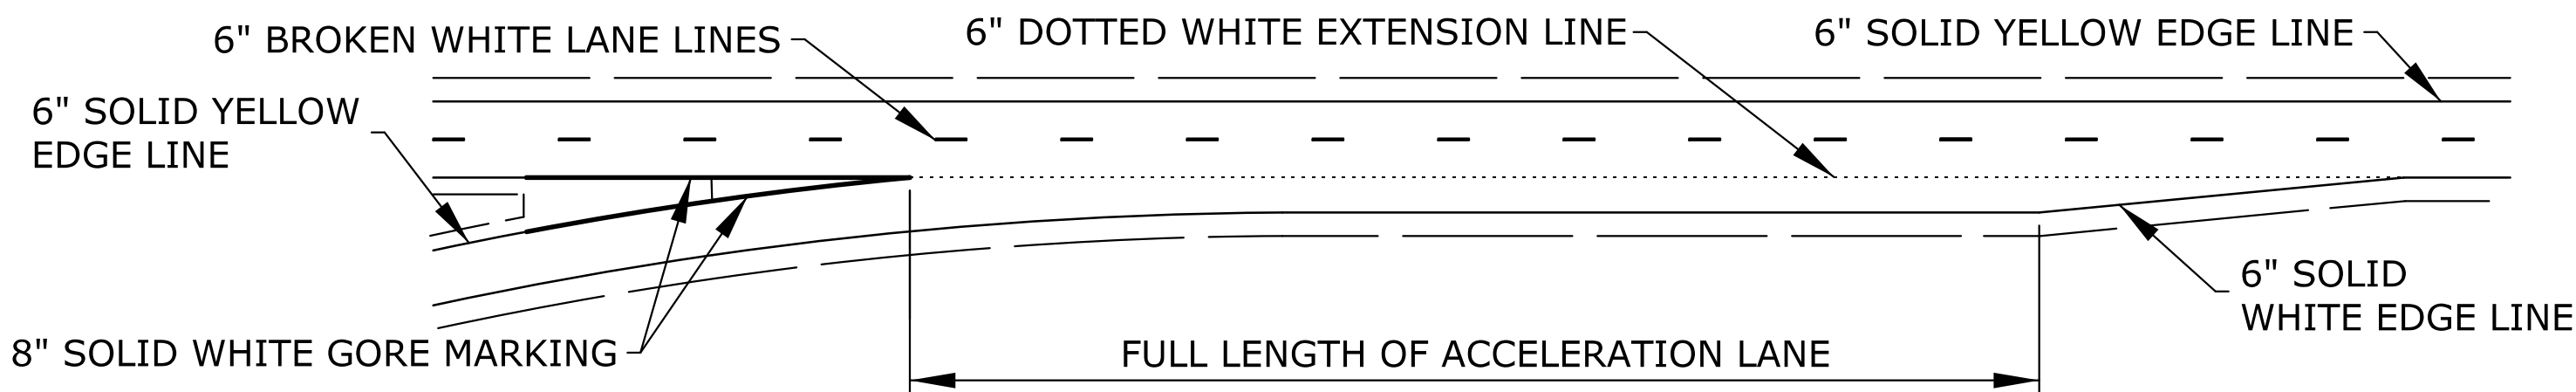 6" BROKEN WHITE LANE LINES
6" DOTTED WHITE EXTENSION LINE
6" SOLID YELLOW EDGE LINE
6" SOLID YELLOW
EDGE LINE
6" SOLID
WHITE EDGE LINE
8" SOLID WHITE GORE MARKING
FULL LENGTH OF ACCELERATION LANE